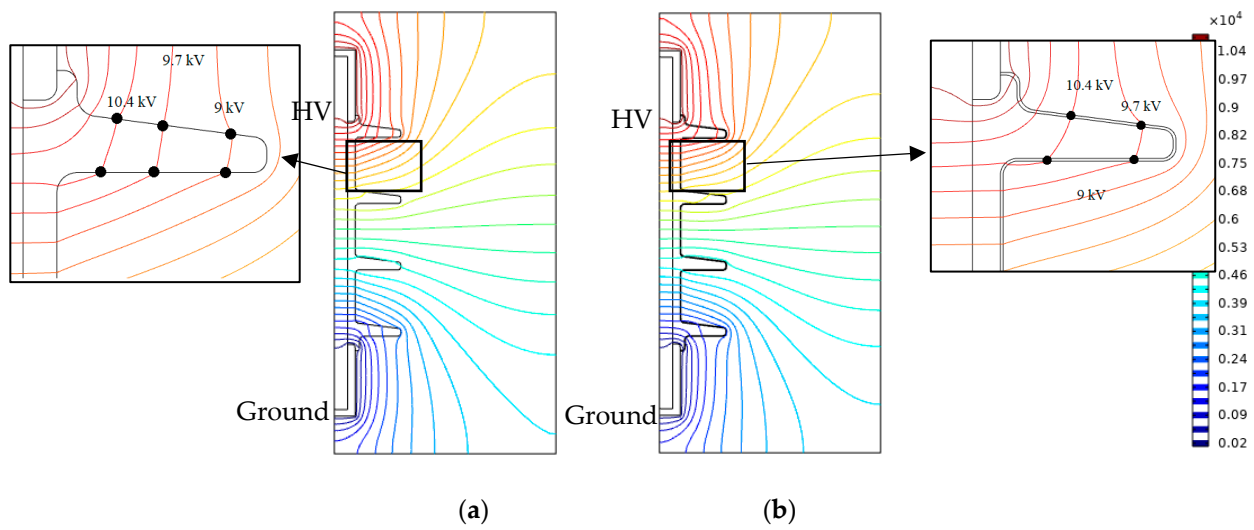 ×10⁴
9.7 kV
10.4 kV
9 kV
HV
Ground
HV
Ground
10.4 kV
9.7 kV
9 kV
1.04
0.97
0.9
0.82
0.75
0.68
0.6
0.53
0.46
0.39
0.31
0.24
0.17
0.09
0.02
(a)
(b)